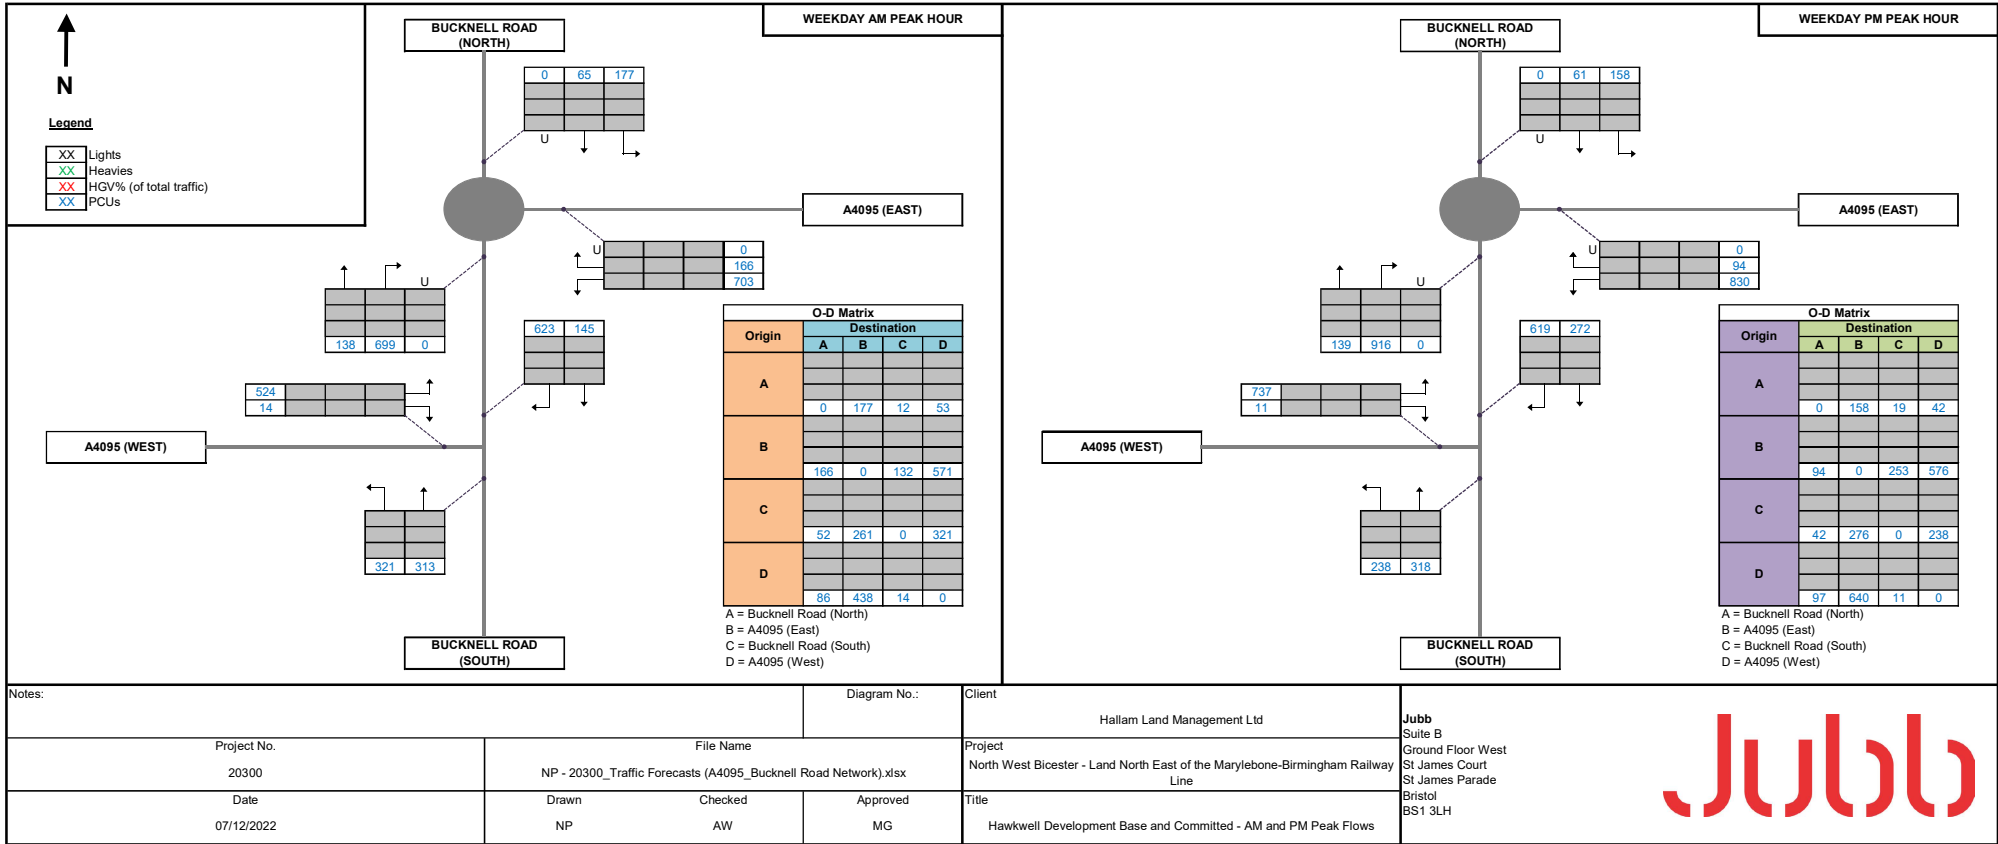 WEEKDAY AM PEAK HOUR
BUCKNELL ROAD
(NORTH)
N
Legend
XX Lights
XX Heavies
XX HGV% (of total traffic)
XX PCUs
0 65 177
U
A4095 (EAST)
U
0
166
703
U
138 699 0
623 145
524
14
A4095 (WEST)
321 313
BUCKNELL ROAD
(SOUTH)
O-D Matrix
Origin Destination
A B C D
A
0 177 12 53
B
166 0 132 571
C
52 261 0 321
D
86 438 14 0
A = Bucknell Road (North)
B = A4095 (East)
C = Bucknell Road (South)
D = A4095 (West)
WEEKDAY PM PEAK HOUR
BUCKNELL ROAD
(NORTH)
0 61 158
U
A4095 (EAST)
U
0
94
830
U
139 916 0
619 272
737
11
A4095 (WEST)
238 318
BUCKNELL ROAD
(SOUTH)
O-D Matrix
Origin Destination
A B C D
A
0 158 19 42
B
94 0 253 576
C
42 276 0 238
D
97 640 11 0
A = Bucknell Road (North)
B = A4095 (East)
C = Bucknell Road (South)
D = A4095 (West)
Notes:
Diagram No.:
Client
Hallam Land Management Ltd
Project No.
20300
File Name
NP - 20300_Traffic Forecasts (A4095_Bucknell Road Network).xlsx
Project
North West Bicester - Land North East of the Marylebone-Birmingham Railway
Line
Date
07/12/2022
Drawn
NP
Checked
AW
Approved
MG
Title
Hawkwell Development Base and Committed - AM and PM Peak Flows
Jubb
Suite B
Ground Floor West
St James Court
St James Parade
Bristol
BS1 3LH
Jubb